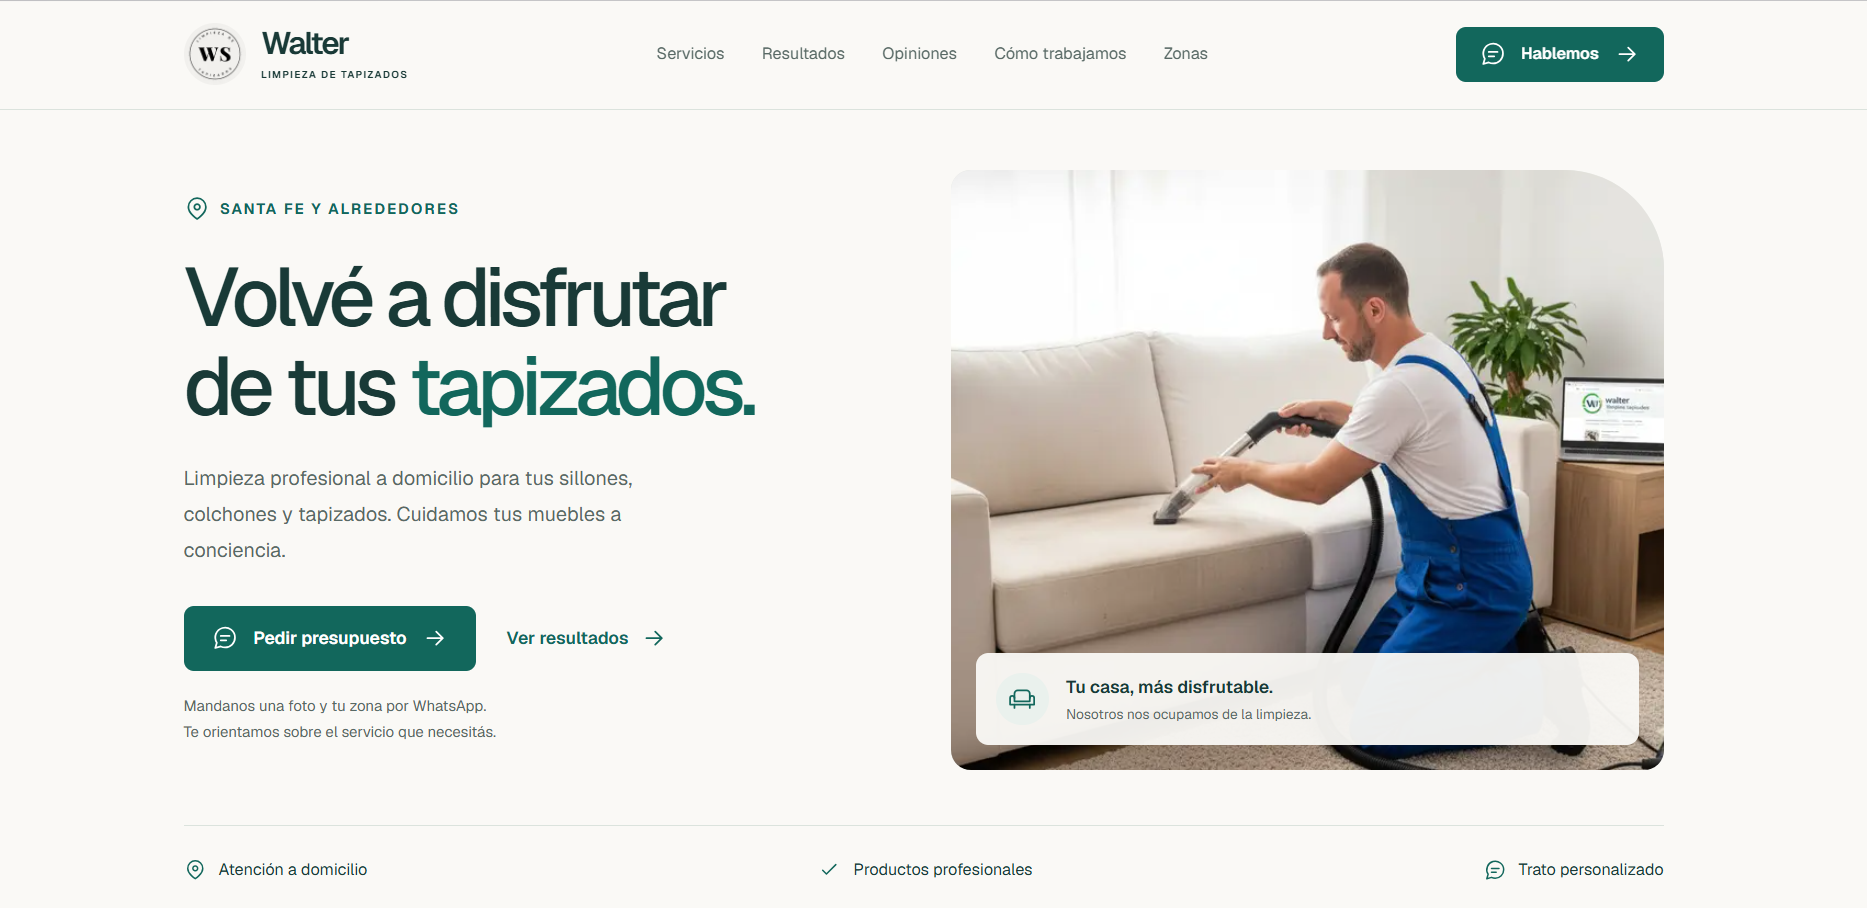 WS
Walter
LIMPIEZA DE TAPIZADOS
Servicios
Resultados
Opiniones
Cómo trabajamos
Zonas
Hablemos
SANTA FE Y ALREDEDORES
Volvé a disfrutar
de tus tapizados.
Limpieza profesional a domicilio para tus sillones,
colchones y tapizados. Cuidamos tus muebles a
conciencia.
Pedir presupuesto
Ver resultados
Mandanos una foto y tu zona por WhatsApp.
Te orientamos sobre el servicio que necesitás.
walter
Tu casa, más disfrutable.
Nosotros nos ocupamos de la limpieza.
Atención a domicilio
Productos profesionales
Trato personalizado